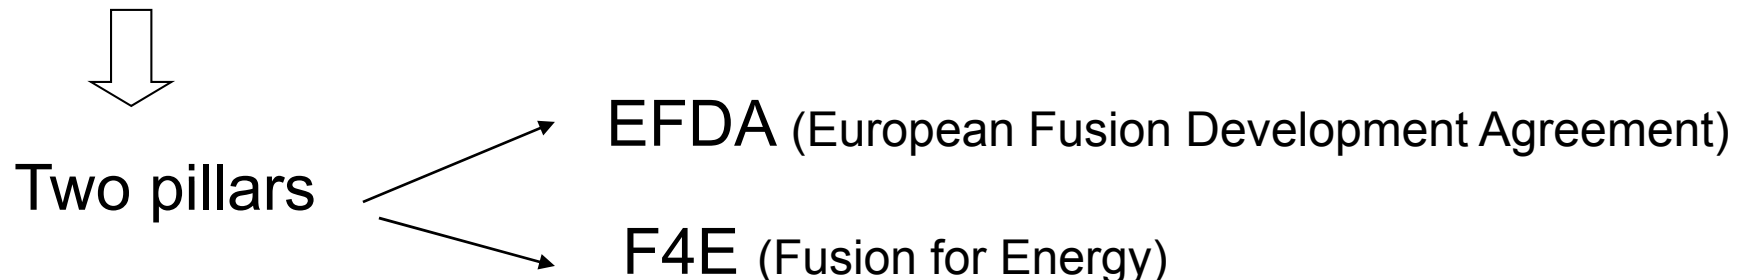 EFDA (European Fusion Development Agreement)
Two pillars
F4E (Fusion for Energy)